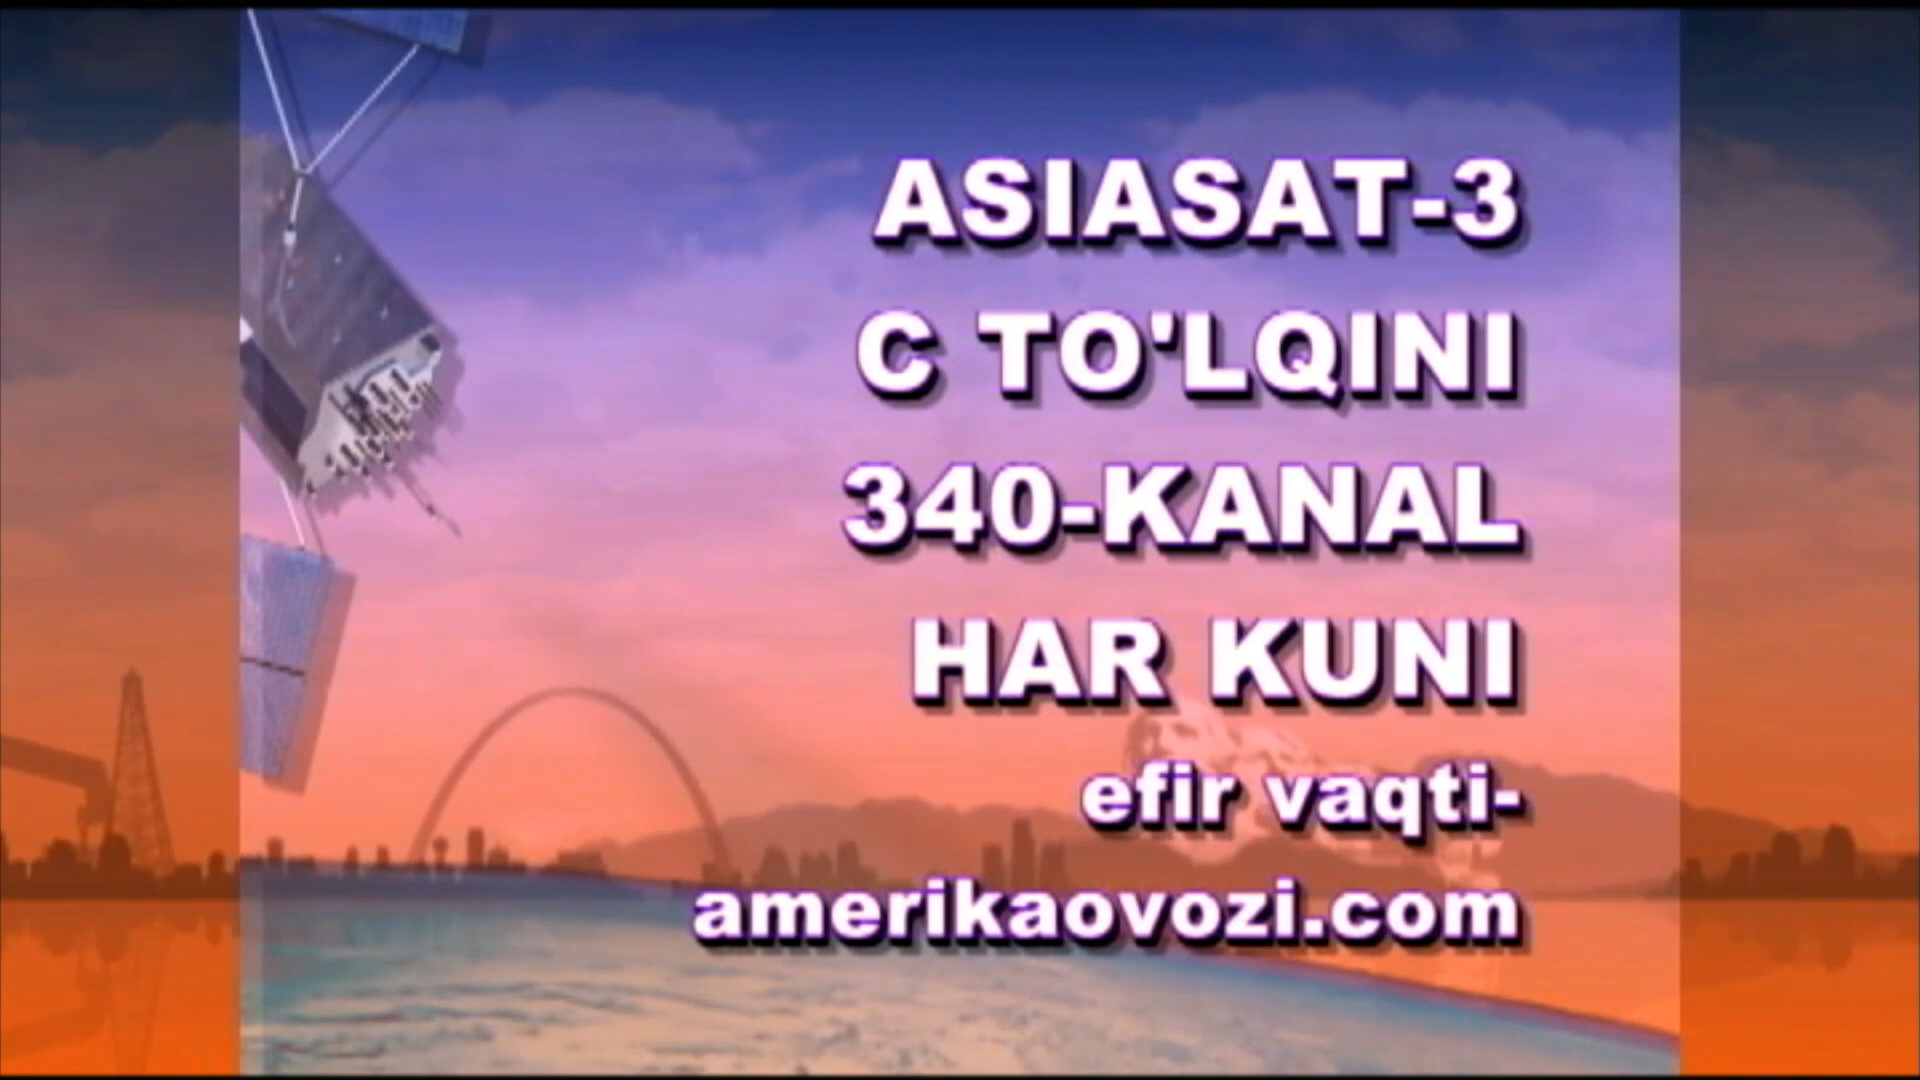 ASIASAT-3
C TO'LQINI
340-KANAL
HAR KUNI
efir vaqti-
amerikaovozi.com